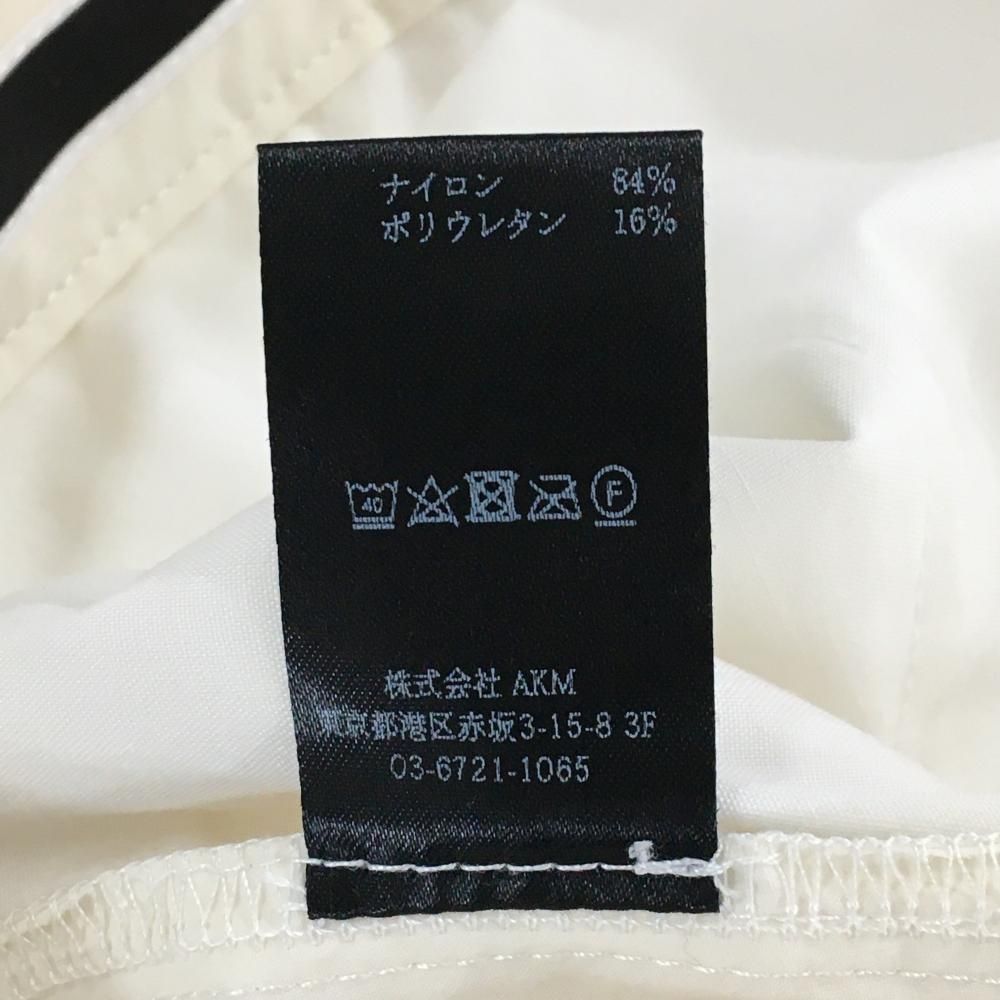 ナイロン 84%
ポリウレタン 16%
40 F
株式会社 AKM
東京都港区赤坂3-15-8 3F
03-6721-1065